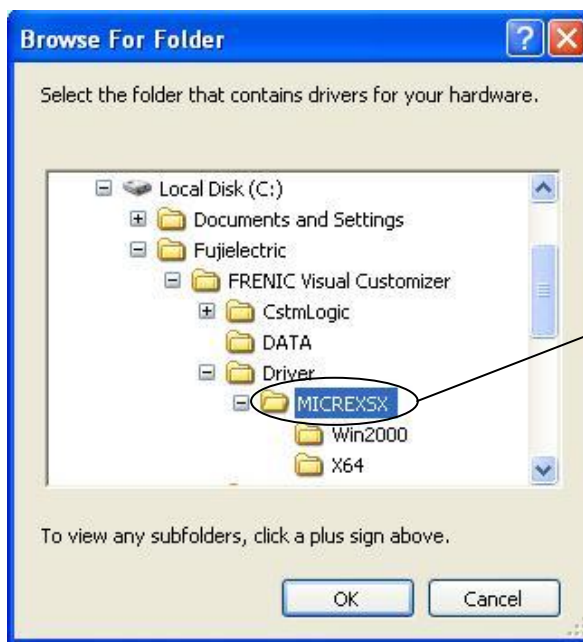 Browse For Folder
Select the folder that contains drivers for your hardware.
Local Disk (C:)
Documents and Settings
Fujielectric
FRENIC Visual Customizer
CstmLogic
DATA
Driver
MICREXSX
Win2000
X64
To view any subfolders, click a plus sign above.
OK
Cancel